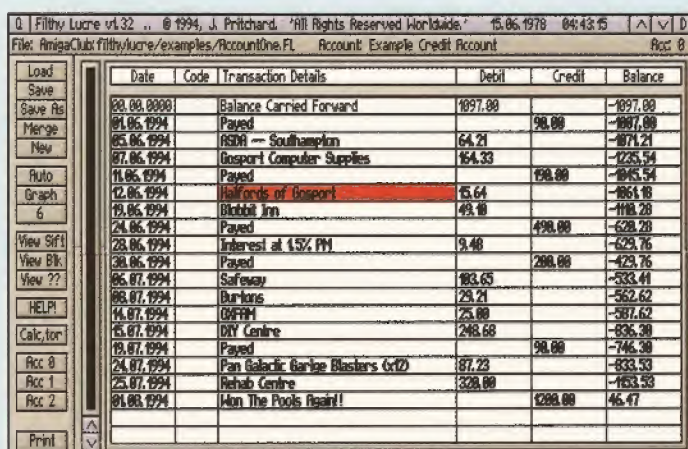 Q Filthy Lucre v1.32 .. © 1994, J. Pritchard. 'All Rights Reserved Worldwide.' 15.06.1978 04:43:15
File: AmigaClub:filthylucre/examples/AccountOne.FL Account: Example Credit Account Acc: 0
Load
Save
Save As
Merge
New
Auto
Graph
6
View Sift
View Blk
View ??
HELP!
Calc,tor
Acc 0
Acc 1
Acc 2
Print
Date Code Transaction Details Debit Credit Balance
00.00.0000 Balance Carried Forward 1097.00 -1097.00
01.06.1994 Payed 90.00 -1007.00
05.06.1994 ASDA -- Southampton 64.21 -1071.21
07.06.1994 Gosport Computer Supplies 164.33 -1235.54
11.06.1994 Payed 190.00 -1045.54
12.06.1994 Halfords of Gosport 15.64 -1061.18
19.06.1994 Blobbit Inn 49.10 -1110.28
24.06.1994 Payed 490.00 -620.28
28.06.1994 Interest at 1.5% PM 9.48 -629.76
30.06.1994 Payed 200.00 -429.76
06.07.1994 Safeway 103.65 -533.41
08.07.1994 Burtons 29.21 -562.62
14.07.1994 OXFAM 25.00 -587.62
15.07.1994 DIY Centre 248.68 -836.30
19.07.1994 Payed 90.00 -746.30
24.07.1994 Pan Galactic Garige Blasters (x12) 87.23 -833.53
25.07.1994 Rehab Centre 320.00 -1153.53
01.08.1994 Won The Pools Again!! 1200.00 46.47